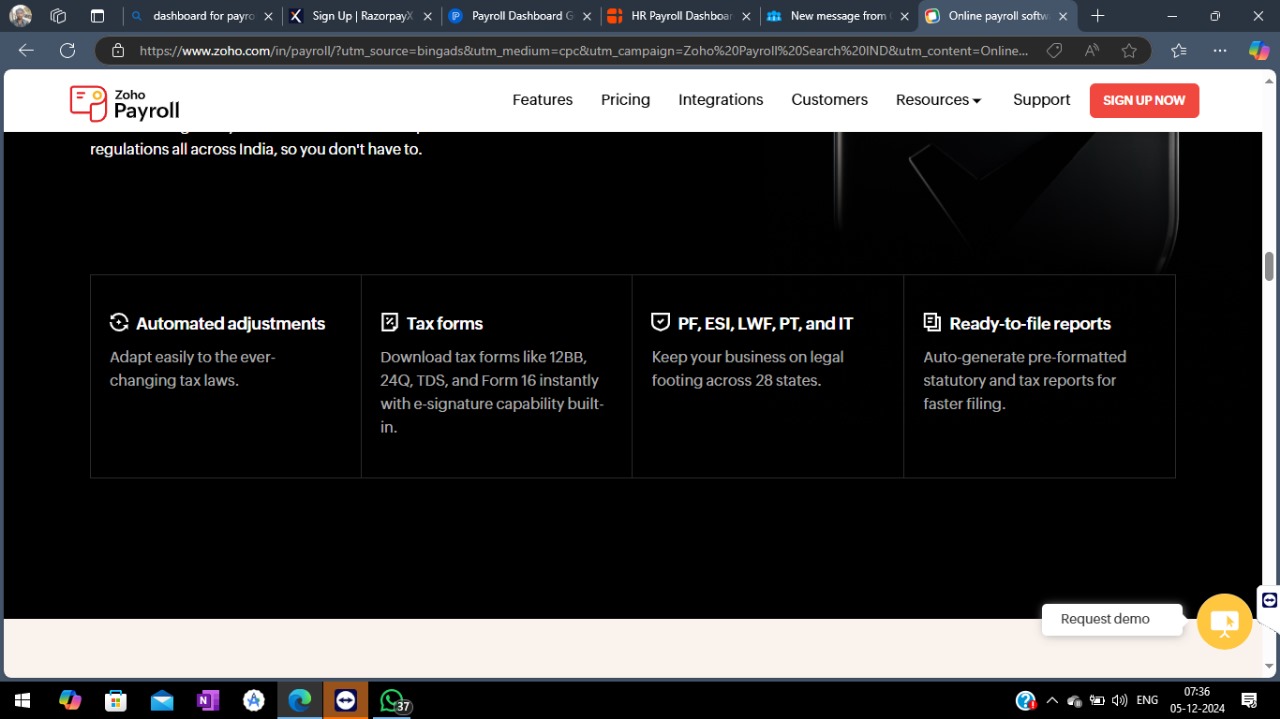 dashboard for payro
Sign Up | RazorpayX
Payroll Dashboard G
HR Payroll Dashboar
New message from
Online payroll softw
https://www.zoho.com/in/payroll/?utm_source=bingads&utm_medium=cpc&utm_campaign=Zoho%20Payroll%20Search%20IND&utm_content=Online...
Zoho
Payroll
Features
Pricing
Integrations
Customers
Resources
Support
SIGN UP NOW
regulations all across India, so you don't have to.
Automated adjustments
Adapt easily to the ever-
changing tax laws.
Tax forms
Download tax forms like 12BB,
24Q, TDS, and Form 16 instantly
with e-signature capability built-
in.
PF, ESI, LWF, PT, and IT
Keep your business on legal
footing across 28 states.
Ready-to-file reports
Auto-generate pre-formatted
statutory and tax reports for
faster filing.
Request demo
37
ENG
07:36
05-12-2024